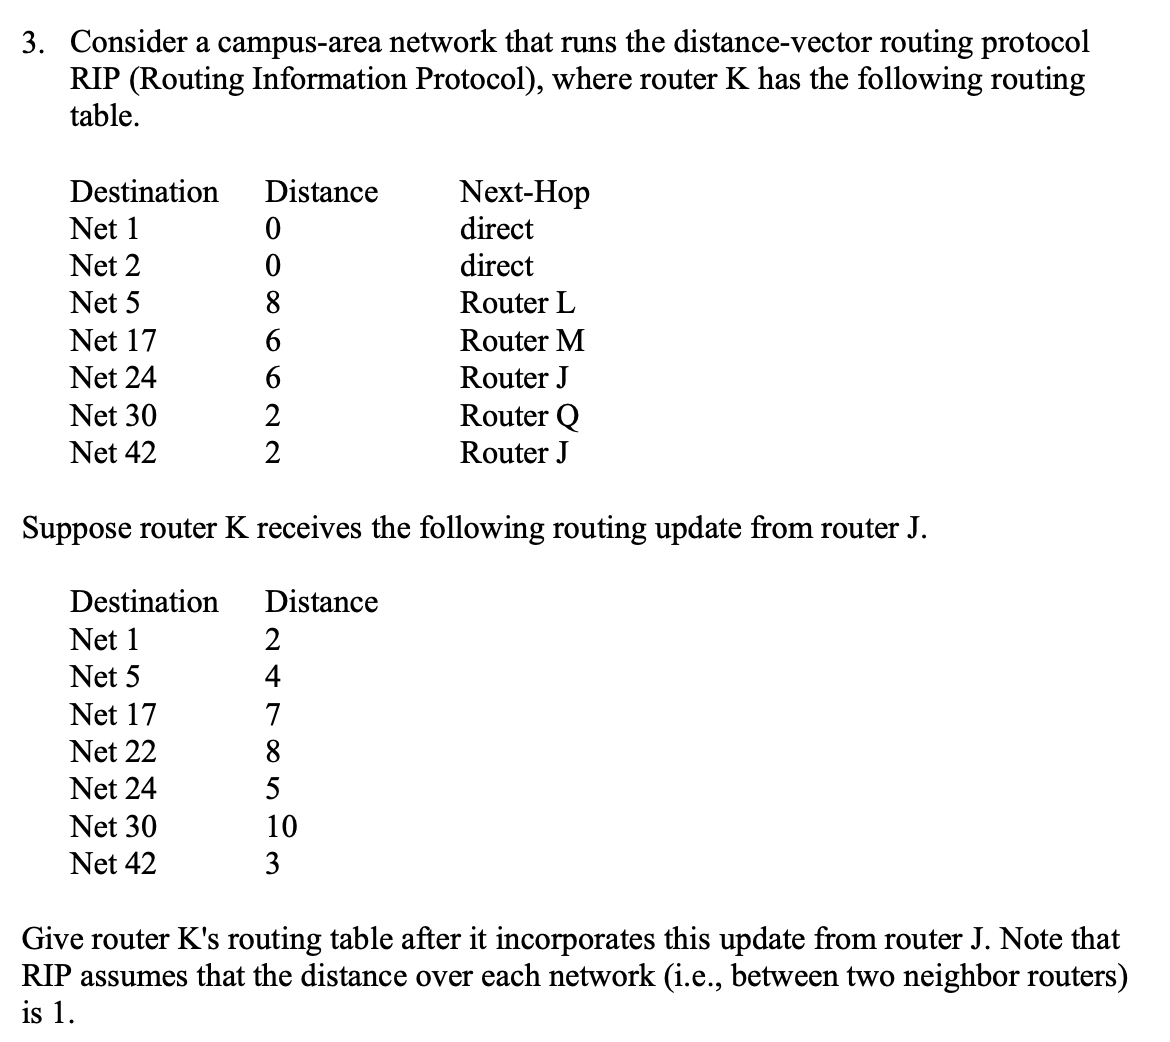 3. Consider a campus-area network that runs the distance-vector routing protocol
RIP (Routing Information Protocol), where router K has the following routing
table.
Destination Distance Next-Hop
Net 1 0 direct
Net 2 0 direct
Net 5 8 Router L
Net 17 6 Router M
Net 24 6 Router J
Net 30 2 Router Q
Net 42 2 Router J
Suppose router K receives the following routing update from router J.
Destination Distance
Net 1 2
Net 5 4
Net 17 7
Net 22 8
Net 24 5
Net 30 10
Net 42 3
Give router K's routing table after it incorporates this update from router J. Note that
RIP assumes that the distance over each network (i.e., between two neighbor routers)
is 1.